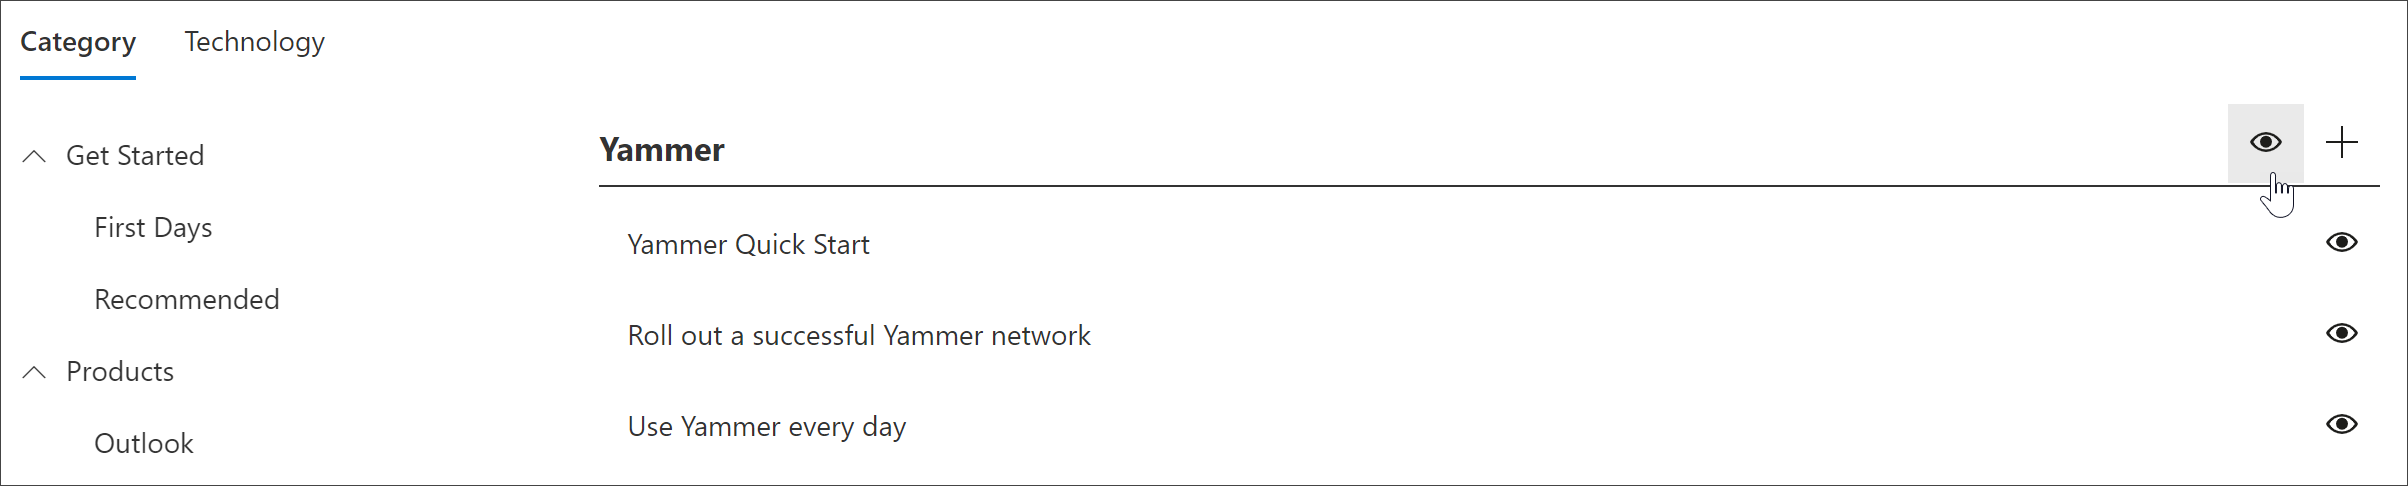 Category
Technology
Get Started
First Days
Recommended
Products
Outlook
Yammer
Yammer Quick Start
Roll out a successful Yammer network
Use Yammer every day